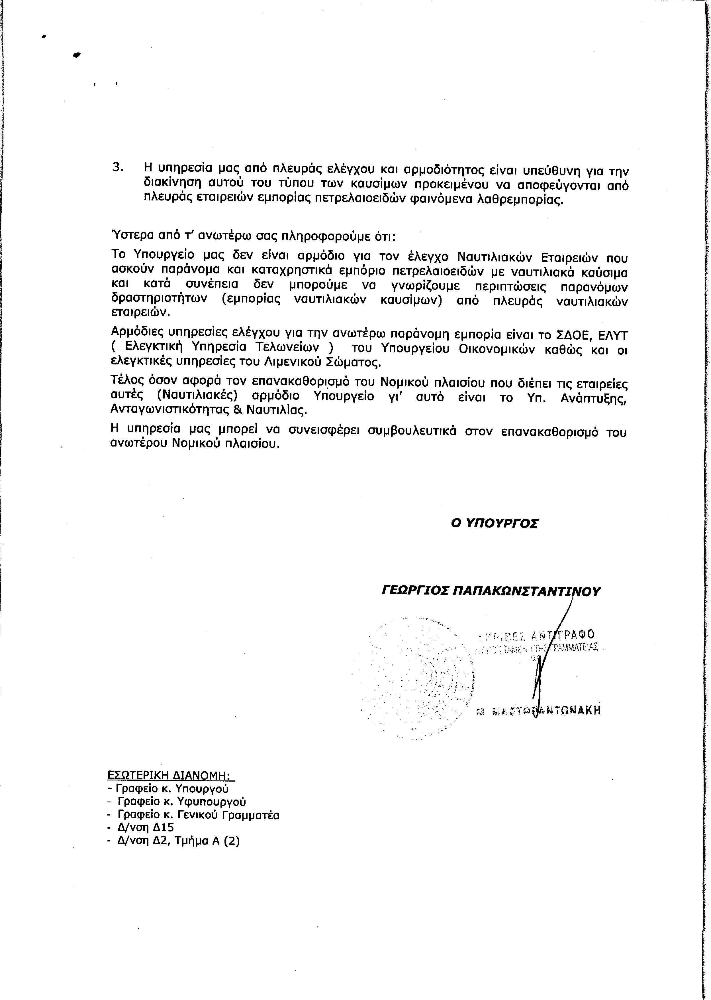 3. Η υπηρεσία μας από πλευράς ελέγχου και αρμοδιότητος είναι υπεύθυνη για την
διακίνηση αυτού του τύπου των καυσίμων προκειμένου να αποφεύγονται από
πλευράς εταιρειών εμπορίας πετρελαιοειδών φαινόμενα λαθρεμπορίας.
Ύστερα από τ' ανωτέρω σας πληροφορούμε ότι:
Το Υπουργείο μας δεν είναι αρμόδιο για τον έλεγχο Ναυτιλιακών Εταιρειών που
ασκούν παράνομα και καταχρηστικά εμπόριο πετρελαιοειδών με ναυτιλιακά καύσιμα
και κατά συνέπεια δεν μπορούμε να γνωρίζουμε περιπτώσεις παρανόμων
δραστηριοτήτων (εμπορίας ναυτιλιακών καυσίμων) από πλευράς ναυτιλιακών
εταιρειών.
Αρμόδιες υπηρεσίες ελέγχου για την ανωτέρω παράνομη εμπορία είναι το ΣΔΟΕ, ΕΛΥΤ
( Ελεγκτική Υπηρεσία Τελωνείων ) του Υπουργείου Οικονομικών καθώς και οι
ελεγκτικές υπηρεσίες του Λιμενικού Σώματος.
Τέλος όσον αφορά τον επανακαθορισμό του Νομικού πλαισίου που διέπει τις εταιρείες
αυτές (Ναυτιλιακές) αρμόδιο Υπουργείο γι' αυτό είναι το Υπ. Ανάπτυξης,
Ανταγωνιστικότητας & Ναυτιλίας.
Η υπηρεσία μας μπορεί να συνεισφέρει συμβουλευτικά στον επανακαθορισμό του
ανωτέρου Νομικού πλαισίου.
Ο ΥΠΟΥΡΓΟΣ
ΓΕΩΡΓΙΟΣ ΠΑΠΑΚΩΝΣΤΑΝΤΙΝΟΥ
ΑΚΡΙΒΕΣ ΑΝΤΙΓΡΑΦΟ
ΤΗΣ ΓΡΑΜΜΑΤΕΙΑΣ
ΕΣΩΤΕΡΙΚΗ ΔΙΑΝΟΜΗ:
- Γραφείο κ. Υπουργού
- Γραφείο κ. Υφυπουργού
- Γραφείο κ. Γενικού Γραμματέα
- Δ/νση Δ15
- Δ/νση Δ2, Τμήμα Α (2)